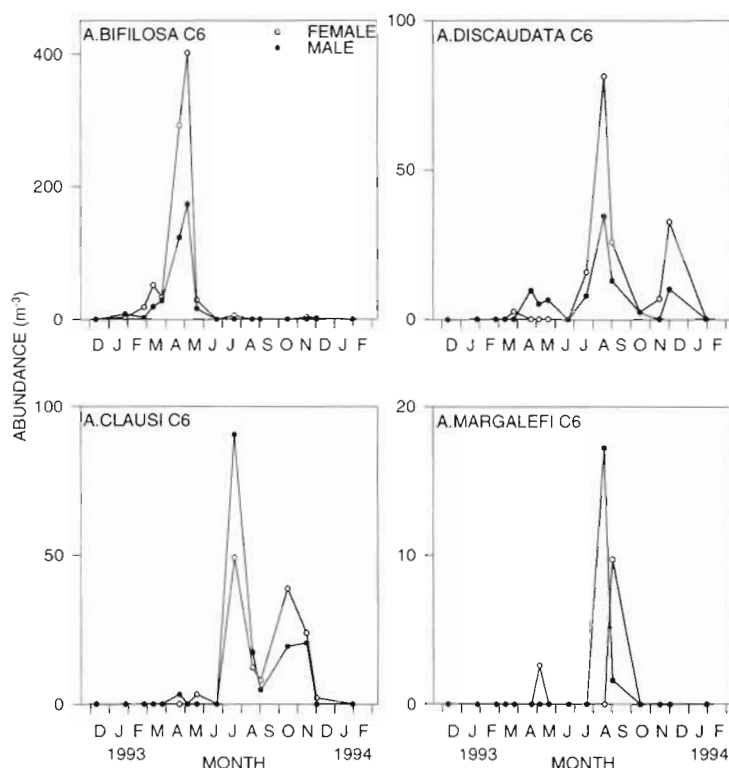 A.BIFILOSA C6
FEMALE
MALE
400
200
0
D J F M A M J J A S O N D J F
A.DISCAUDATA C6
100
50
0
D J F M A M J J A S O N D J F
ABUNDANCE (m⁻³)
A.CLAUSI C6
100
50
0
D J F M A M J J A S O N D J F
1993 MONTH 1994
A.MARGALEFI C6
20
10
0
D J F M A M J J A S O N D J F
1993 MONTH 1994